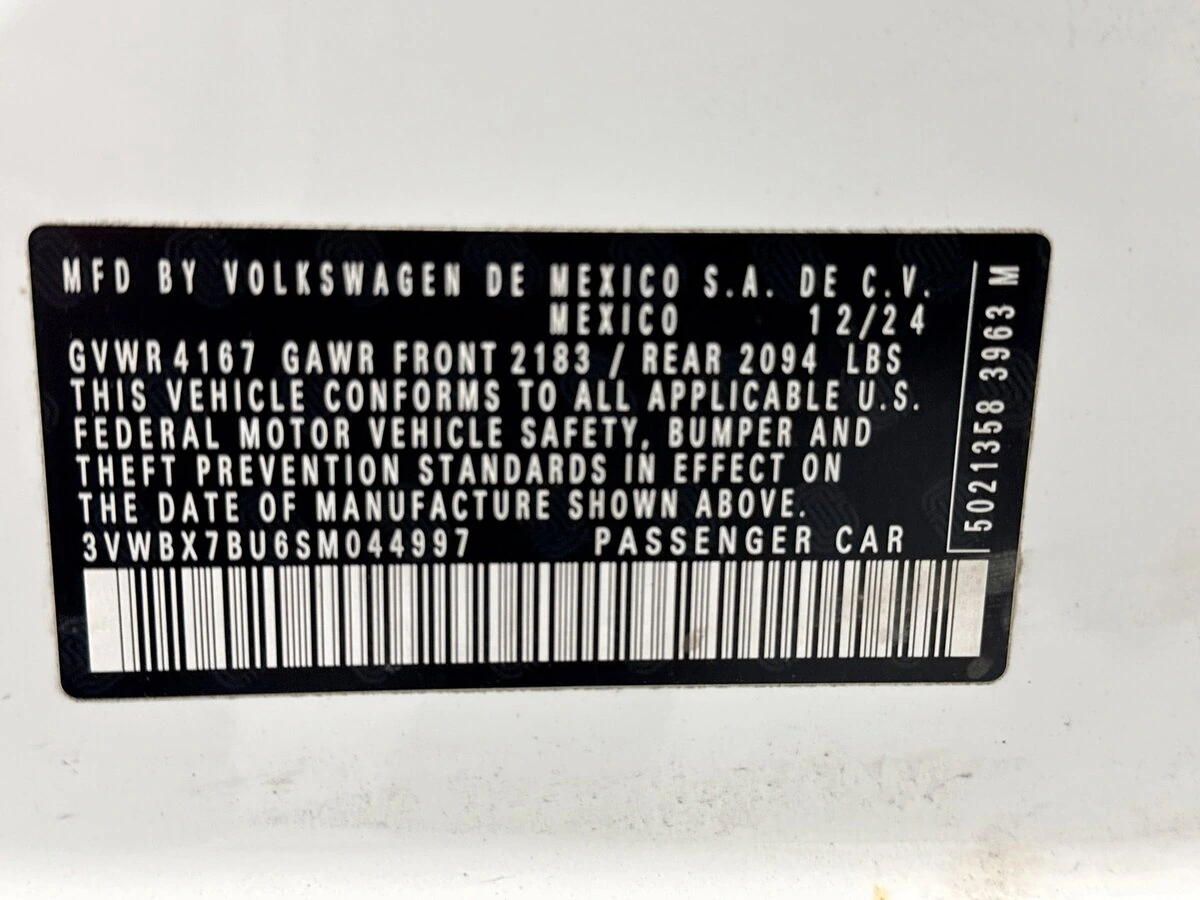 MFD BY VOLKSWAGEN DE MEXICO S.A. DE C.V.
MEXICO 12/24
GVWR 4167 GAWR FRONT 2183 / REAR 2094 LBS
THIS VEHICLE CONFORMS TO ALL APPLICABLE U.S.
FEDERAL MOTOR VEHICLE SAFETY, BUMPER AND
THEFT PREVENTION STANDARDS IN EFFECT ON
THE DATE OF MANUFACTURE SHOWN ABOVE.
3VWBX7BU6SM044997 PASSENGER CAR
5021358 3963 M